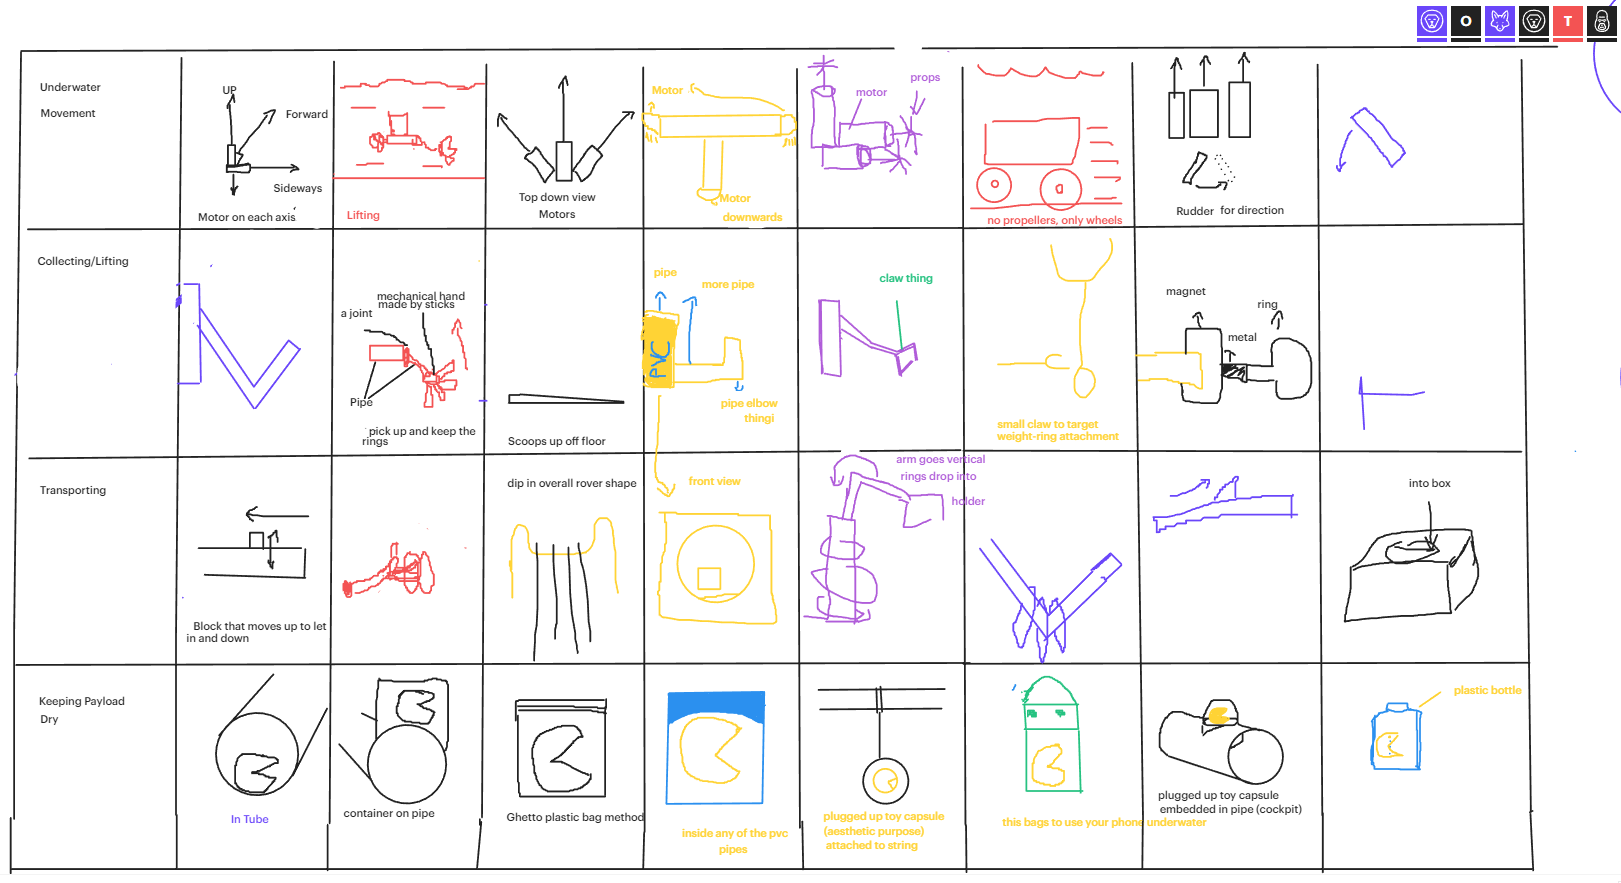 O
T
Underwater
Movement
UP
Forward
Sideways
Motor on each axis
Lifting
Top down view
Motors
Motor
Motor
downwards
props
motor
no propellers, only wheels
Rudder for direction
Collecting/Lifting
mechanical hand
made by sticks
a joint
Pipe
pick up and keep the
rings
Scoops up off floor
pipe
more pipe
PVC
pipe elbow
thingi
claw thing
small claw to target
weight-ring attachment
magnet
ring
metal
Transporting
Block that moves up to let
in and down
dip in overall rover shape
front view
arm goes vertical
rings drop into
holder
into box
Keeping Payload
Dry
In Tube
container on pipe
Ghetto plastic bag method
inside any of the pvc
pipes
plugged up toy capsule
(aesthetic purpose)
attached to string
this bags to use your phone underwater
plugged up toy capsule
embedded in pipe (cockpit)
plastic bottle